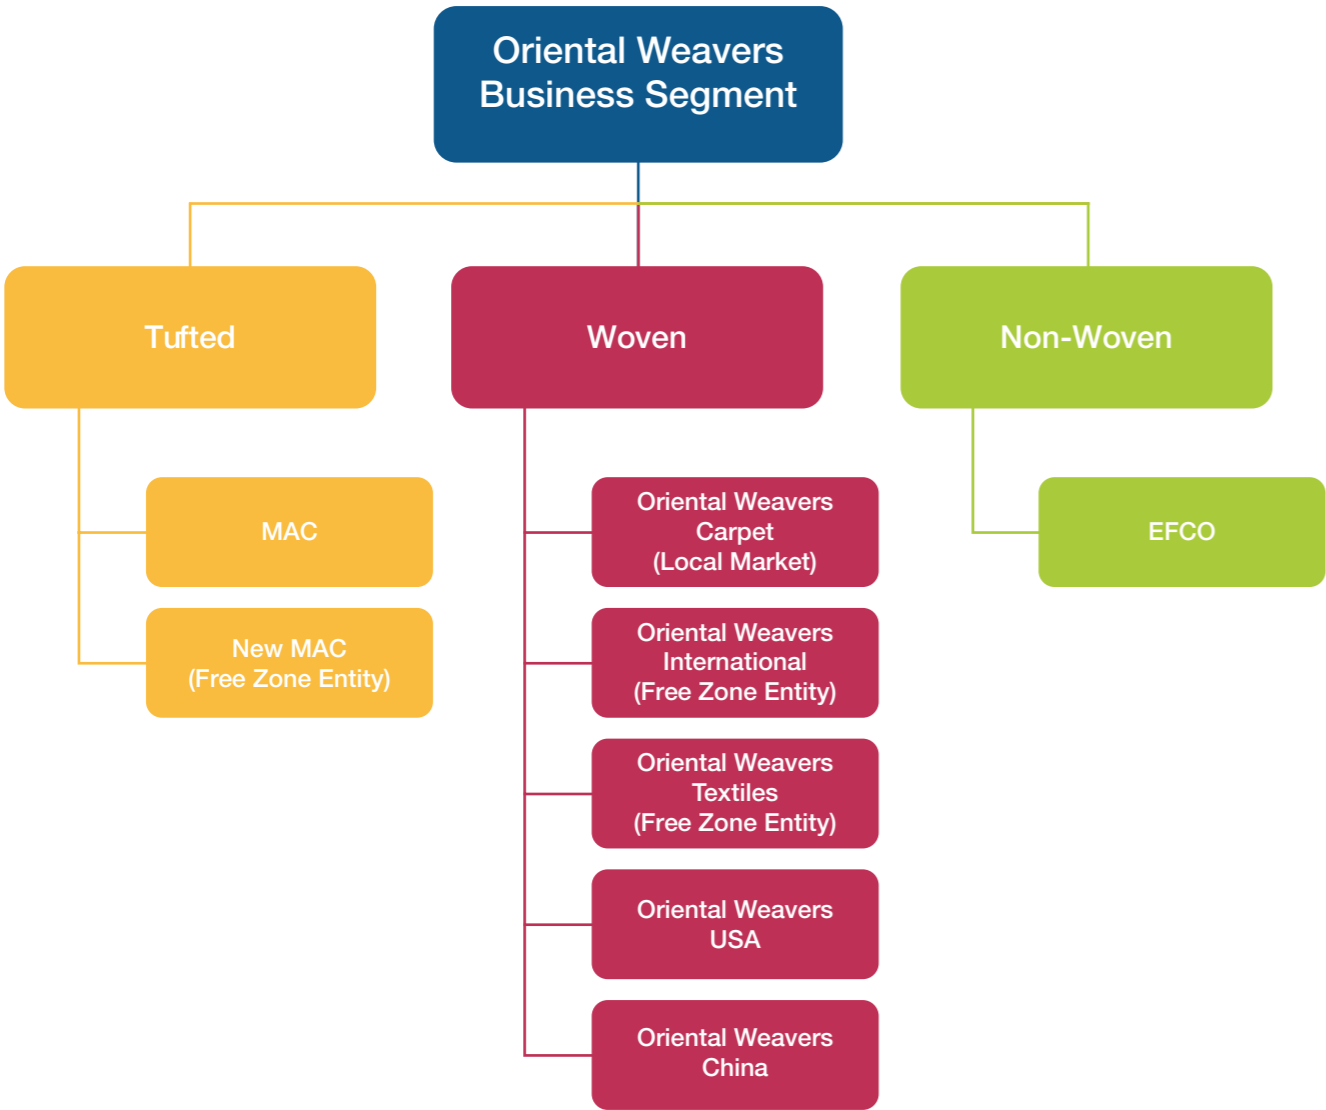 Oriental Weavers
Business Segment
Tufted
Woven
Non-Woven
MAC
New MAC
(Free Zone Entity)
Oriental Weavers
Carpet
(Local Market)
Oriental Weavers
International
(Free Zone Entity)
Oriental Weavers
Textiles
(Free Zone Entity)
Oriental Weavers
USA
Oriental Weavers
China
EFCO